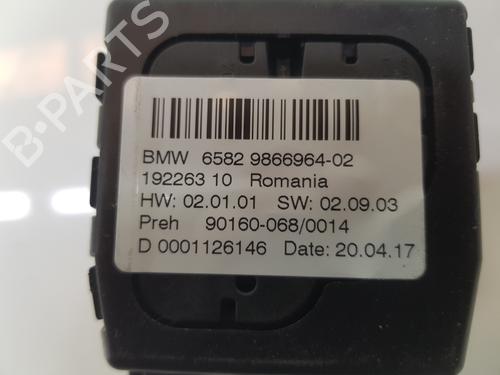 B-PARTS
BMW 6582 9866964-02
192263 10 Romania
HW: 02.01.01 SW: 02.09.03
Preh 90160-068/0014
D 0001126146 Date: 20.04.17